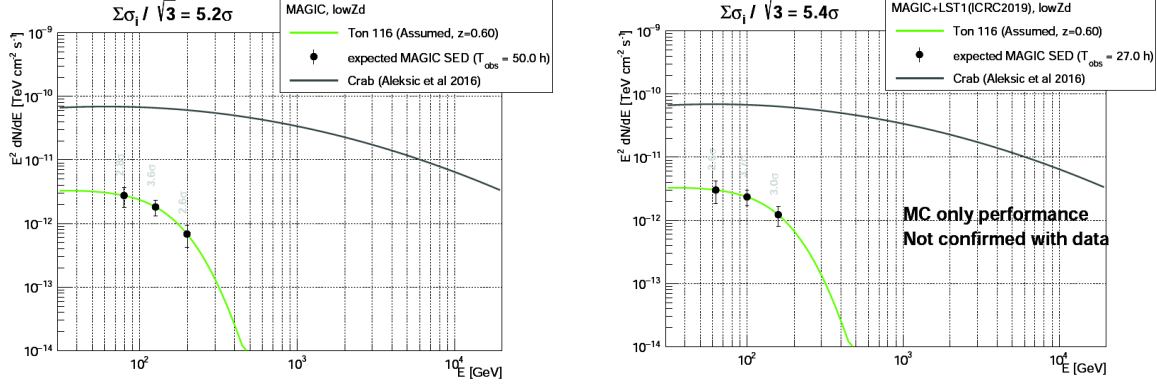 Σσi / √3 = 5.2σ
MAGIC, lowZd
Ton 116 (Assumed, z=0.60)
expected MAGIC SED (Tobs = 50.0 h)
Crab (Aleksic et al 2016)
E² dN/dE [TeV cm⁻² s⁻¹]
10⁻⁹
10⁻¹⁰
10⁻¹¹
10⁻¹²
10⁻¹³
10⁻¹⁴
3.6σ
2.6σ
10²
10³
10⁴
E [GeV]
Σσi / √3 = 5.4σ
MAGIC+LST1(ICRC2019), lowZd
Ton 116 (Assumed, z=0.60)
expected MAGIC SED (Tobs = 27.0 h)
Crab (Aleksic et al 2016)
E² dN/dE [TeV cm⁻² s⁻¹]
10⁻⁹
10⁻¹⁰
10⁻¹¹
10⁻¹²
10⁻¹³
10⁻¹⁴
3.0σ
MC only performance
Not confirmed with data
10²
10³
10⁴
E [GeV]